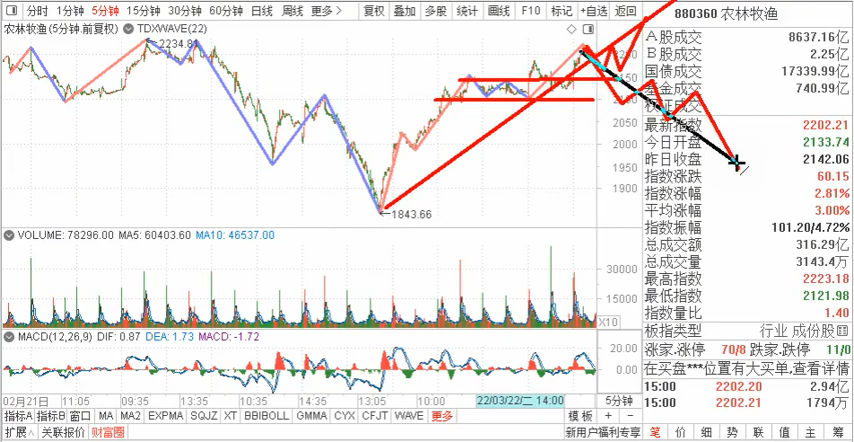 分时 1分钟 5分钟 15分钟 30分钟 60分钟 日线 周线 更多 > 复权 叠加 多股 统计 画线 F10 标记 +自选 返回
880360 农林牧渔
农林牧渔(5分钟.前复权) TDXWAVE(22)
←2234.8
A股成交 8637.16亿
B股成交 2.25亿
国债成交 17339.99亿
基金成交 740.99亿
2100
2050
2000
1950
1900
←1843.66
最新指数 2202.21
今日开盘 2133.74
昨日收盘 2142.06
指数涨跌 60.15
指数涨幅 2.81%
平均涨幅 3.00%
指数振幅 101.20/4.72%
总成交额 316.29亿
总成交量 3143.4万
最高指数 2223.18
最低指数 2121.98
指数量比 1.40
板指类型 行业 成份股
涨家.涨停 70/8 跌家.跌停 11/0
在买盘***位置有大买单,查看详情
15:00 2202.20 2.94亿
15:00 2202.21 1794万
VOLUME: 78296.00 MA5: 60403.60 MA10: 46537.00
30000
15000
X10
MACD(12,26,9) DIF: 0.87 DEA: 1.73 MACD: -1.72
20.00
0.00
02月21日 11:05 13:35 14:30 13:05 10:35 14:05 13:05 10:00 22/03/22/二 14:00 5分钟
指标A 指标B 窗口 MA MA2 EXPMA SQJZ XT BBIBOLL GMMA CYX CFJT WAVE 更多 模板 + −
扩展∧ 关联报价 财富圈 新用户福利专享 笔 价 细 势 联 值 主 筹